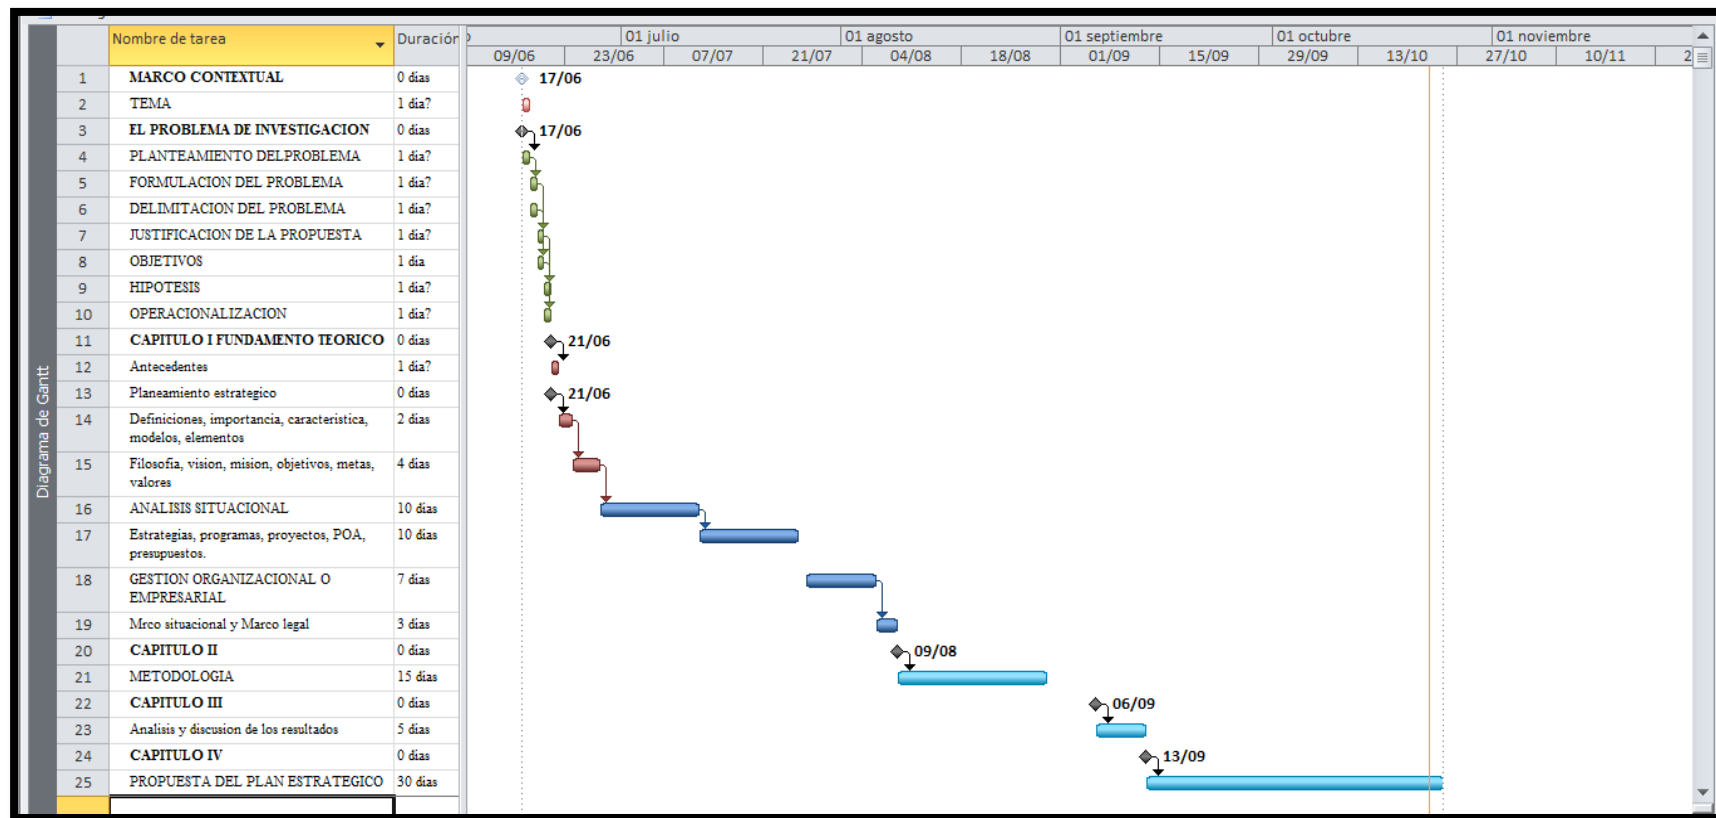 Nombre de tarea Duración
01 julio 01 agosto 01 septiembre 01 octubre 01 noviembre
09/06 23/06 07/07 21/07 04/08 18/08 01/09 15/09 29/09 13/10 27/10 10/11 2
1 MARCO CONTEXTUAL 0 días 17/06
2 TEMA 1 día?
3 EL PROBLEMA DE INVESTIGACION 0 días 17/06
4 PLANTEAMIENTO DELPROBLEMA 1 día?
5 FORMULACION DEL PROBLEMA 1 día?
6 DELIMITACION DEL PROBLEMA 1 día?
7 JUSTIFICACION DE LA PROPUESTA 1 día?
8 OBJETIVOS 1 día
9 HIPOTESIS 1 día?
10 OPERACIONALIZACION 1 día?
11 CAPITULO I FUNDAMENTO TEORICO 0 días 21/06
12 Antecedentes 1 día?
13 Planeamiento estrategico 0 días 21/06
14 Definiciones, importancia, caracteristica, 2 días
modelos, elementos
15 Filosofia, vision, mision, objetivos, metas, 4 días
valores
16 ANALISIS SITUACIONAL 10 días
17 Estrategias, programas, proyectos, POA, 10 días
presupuestos.
18 GESTION ORGANIZACIONAL O 7 días
EMPRESARIAL
19 Mrco situacional y Marco legal 3 días
20 CAPITULO II 0 días 09/08
21 METODOLOGIA 15 días
22 CAPITULO III 0 días 06/09
23 Analisis y discusion de los resultados 5 días
24 CAPITULO IV 0 días 13/09
25 PROPUESTA DEL PLAN ESTRATEGICO 30 días
Diagrama de Gantt